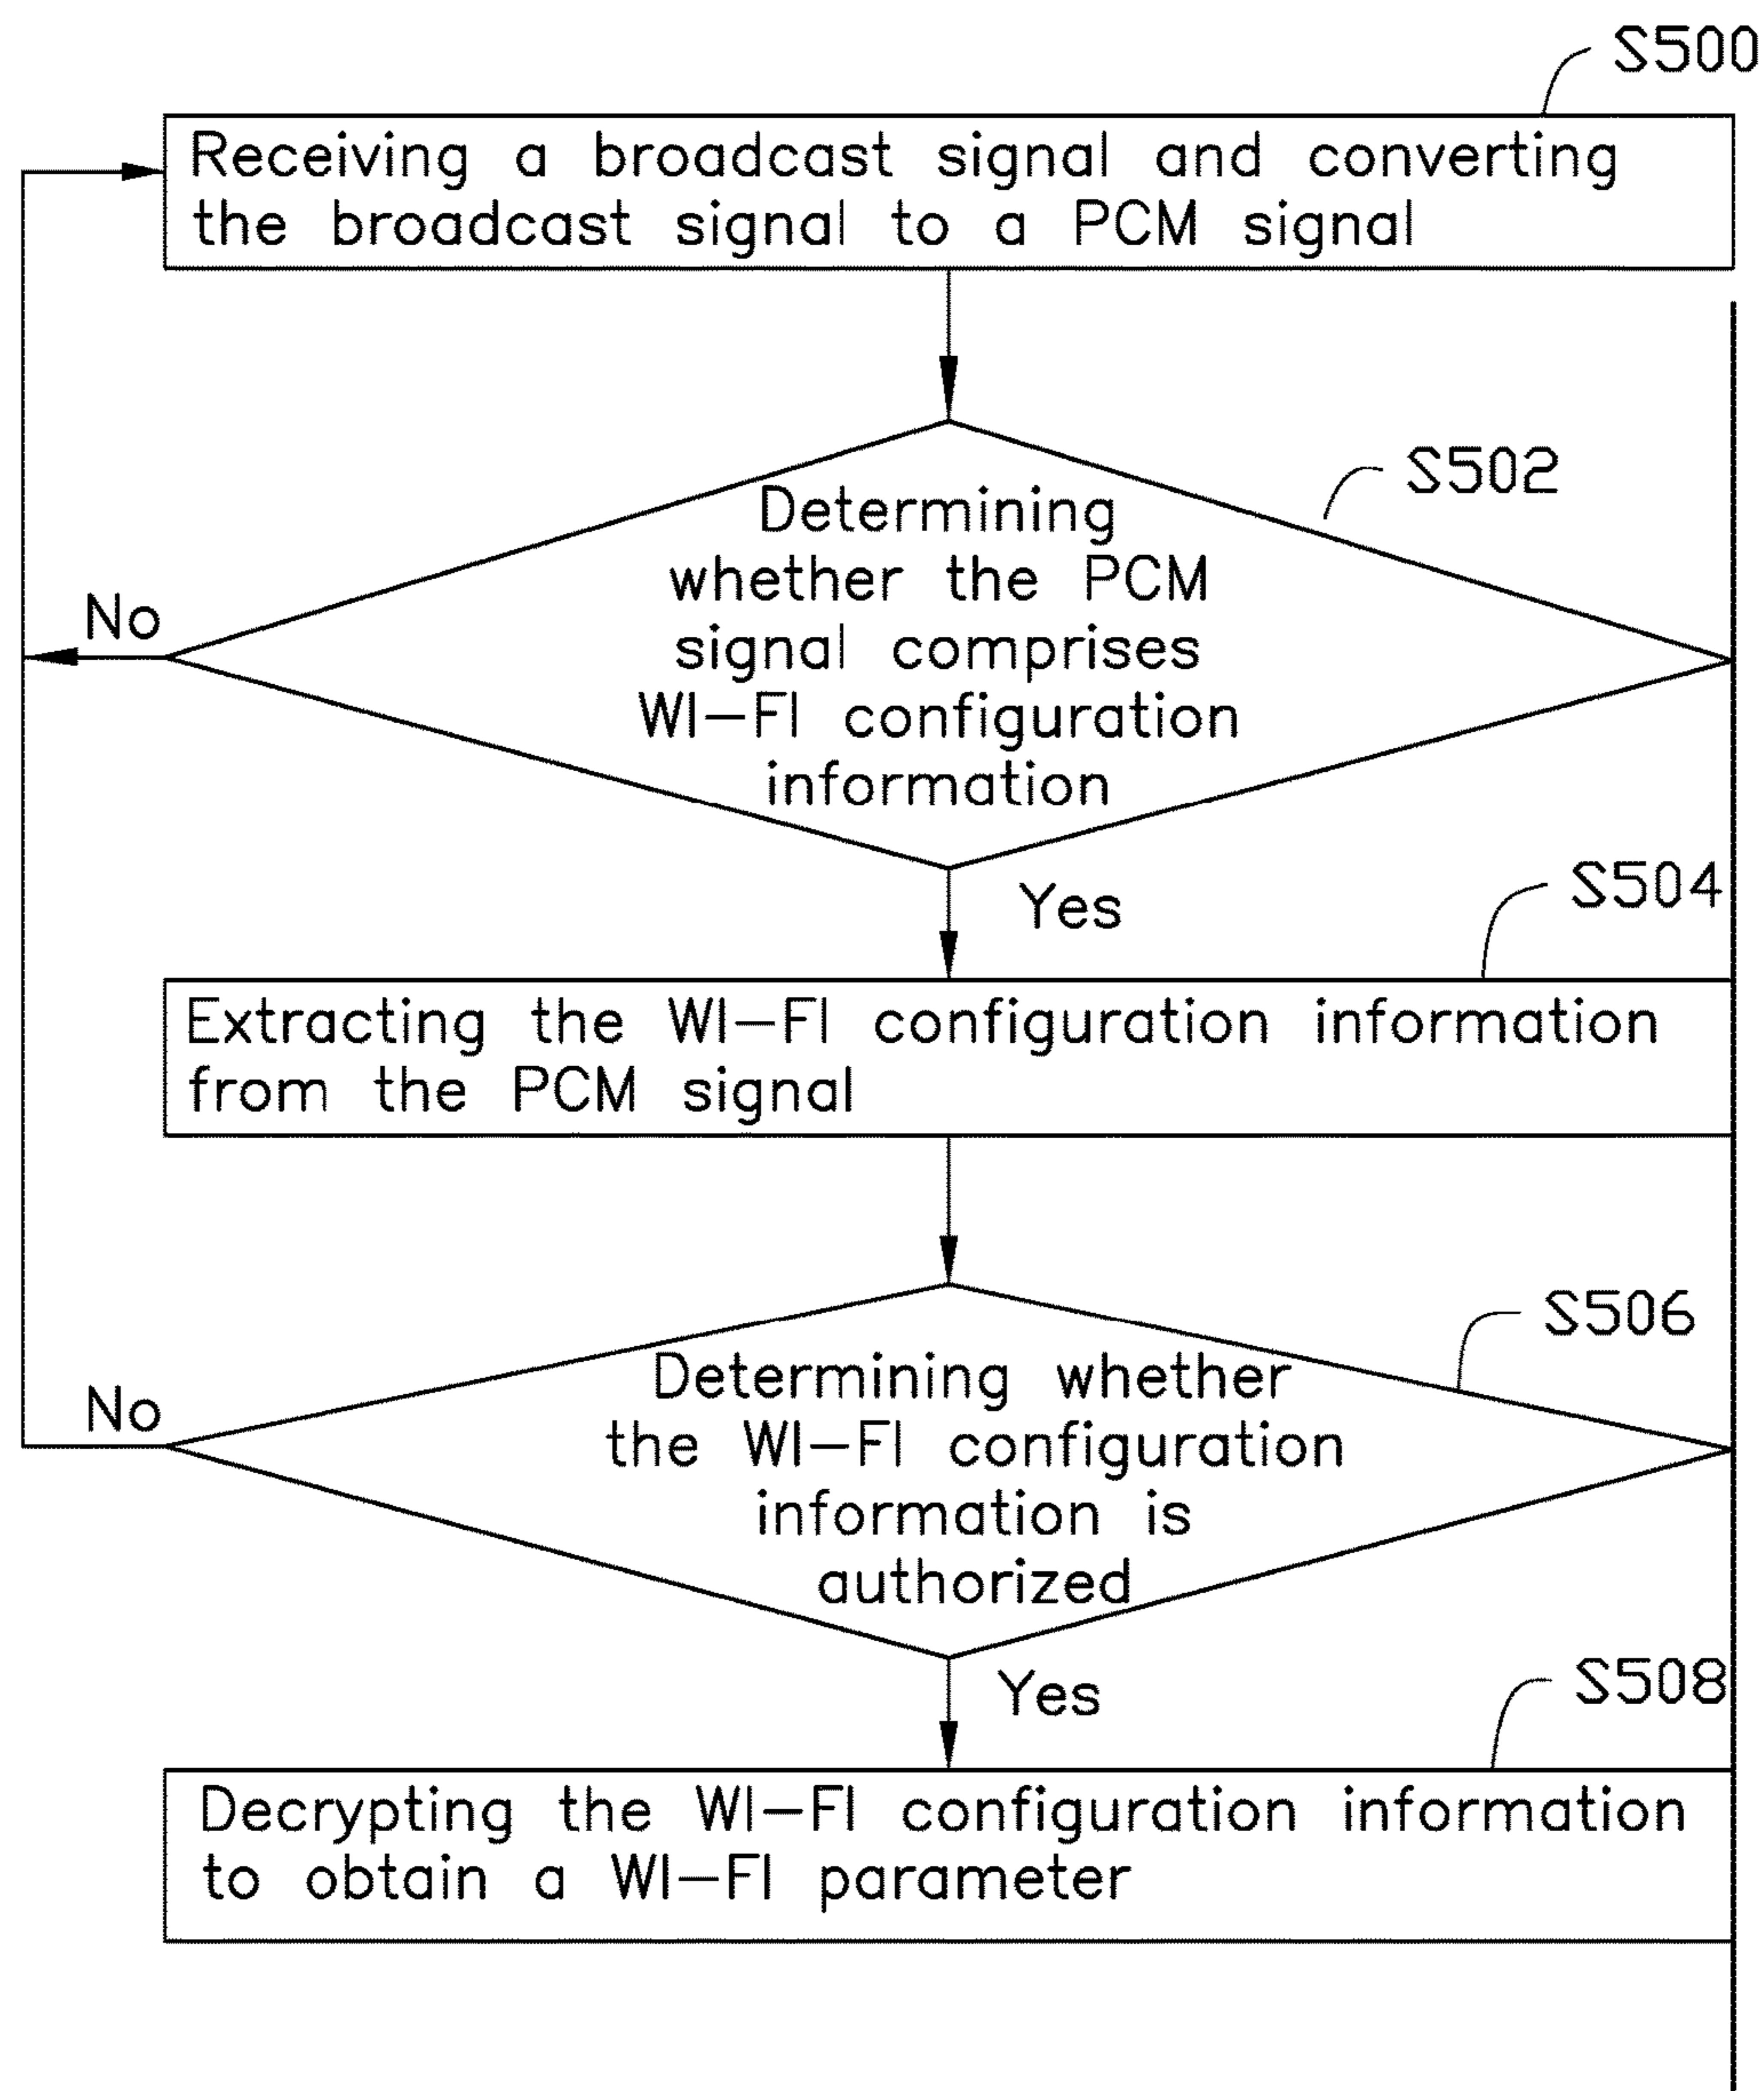 S500
Receiving a broadcast signal and converting
the broadcast signal to a PCM signal
S502
Determining
whether the PCM
signal comprises
WI-FI configuration
information
No
Yes
S504
Extracting the WI-FI configuration information
from the PCM signal
S506
Determining whether
the WI-FI configuration
information is
authorized
No
Yes
S508
Decrypting the WI-FI configuration information
to obtain a WI-FI parameter